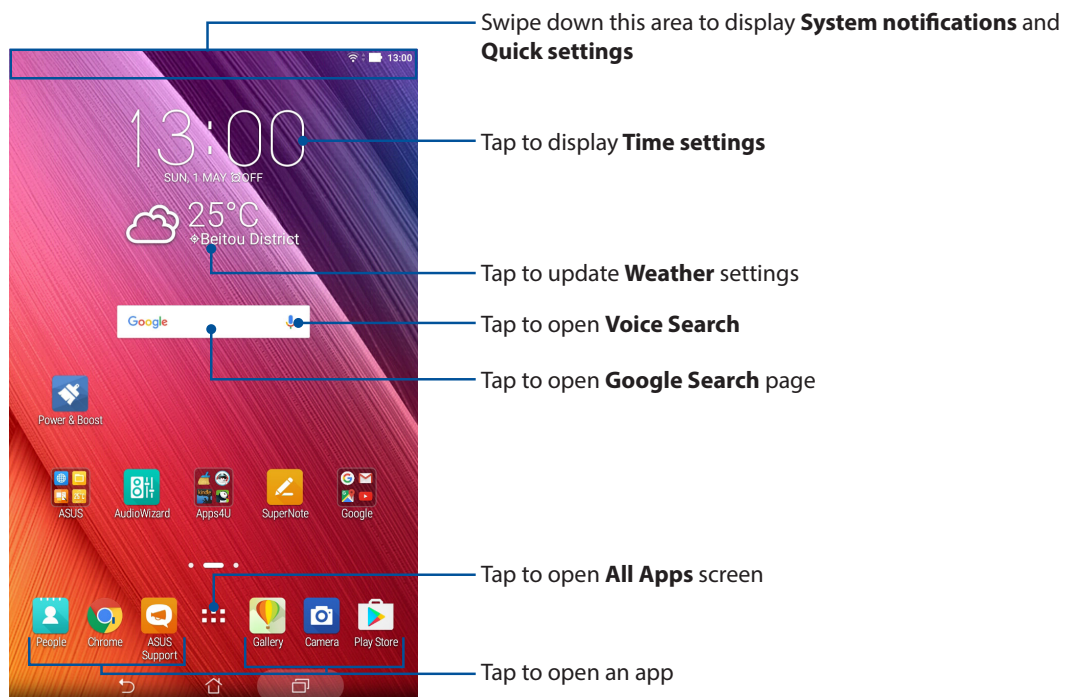 Swipe down this area to display System notifications and
Quick settings
13:00
13:00
Tap to display Time settings
SUN, 1 MAY OFF
25°C
Beitou District
Tap to update Weather settings
Google
Tap to open Voice Search
Tap to open Google Search page
Power & Boost
kindle
ASUS
AudioWizard
Apps4U
SuperNote
Google
Tap to open All Apps screen
People
Chrome
ASUS
Support
Gallery
Camera
Play Store
Tap to open an app